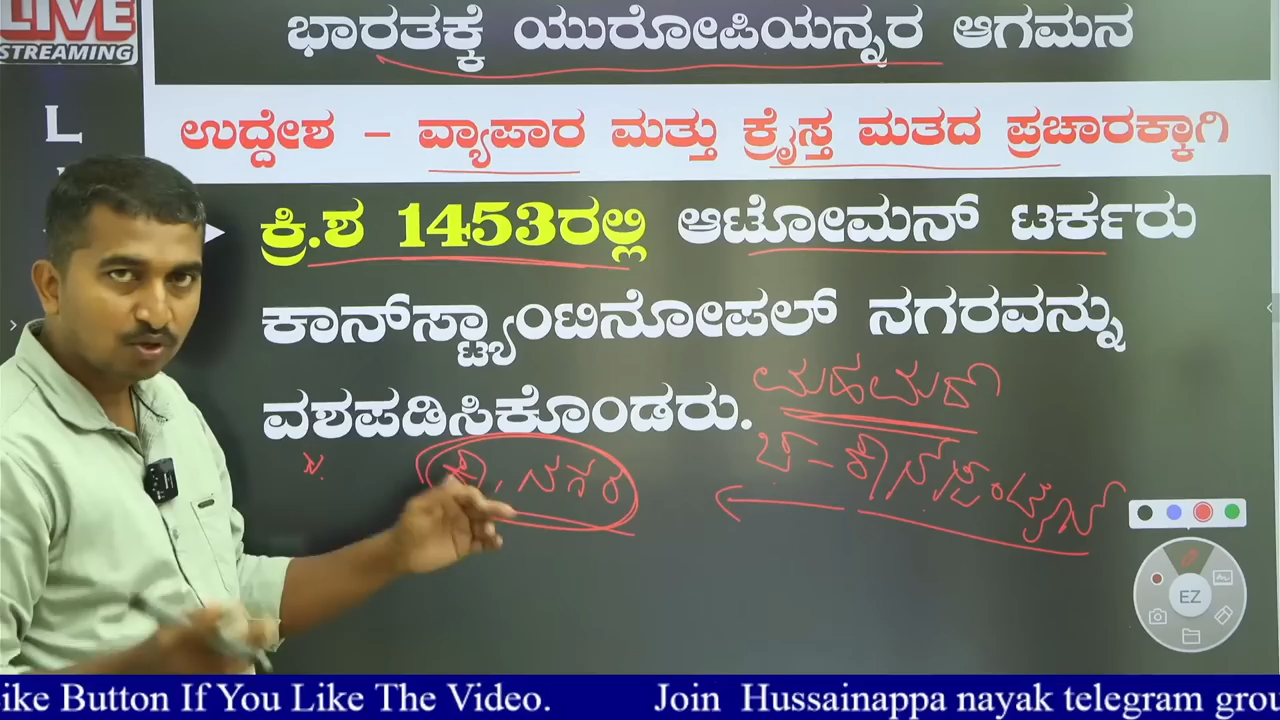 LIVE
STREAMING
ಭಾರತಕ್ಕೆ ಯುರೋಪಿಯನ್ನರ ಆಗಮನ
L
ಉದ್ದೇಶ – ವ್ಯಾಪಾರ ಮತ್ತು ಕ್ರೈಸ್ತ ಮತದ ಪ್ರಚಾರಕ್ಕಾಗಿ
ಕ್ರಿ.ಶ 1453ರಲ್ಲಿ ಆಟೋಮನ್ ಟರ್ಕರು
ಕಾನ್‌ಸ್ಟ್ಯಾಂಟಿನೋಪಲ್ ನಗರವನ್ನು
ವಶಪಡಿಸಿಕೊಂಡರು.
ನಗರ
EZ
ike Button If You Like The Video. Join Hussainappa nayak telegram grou